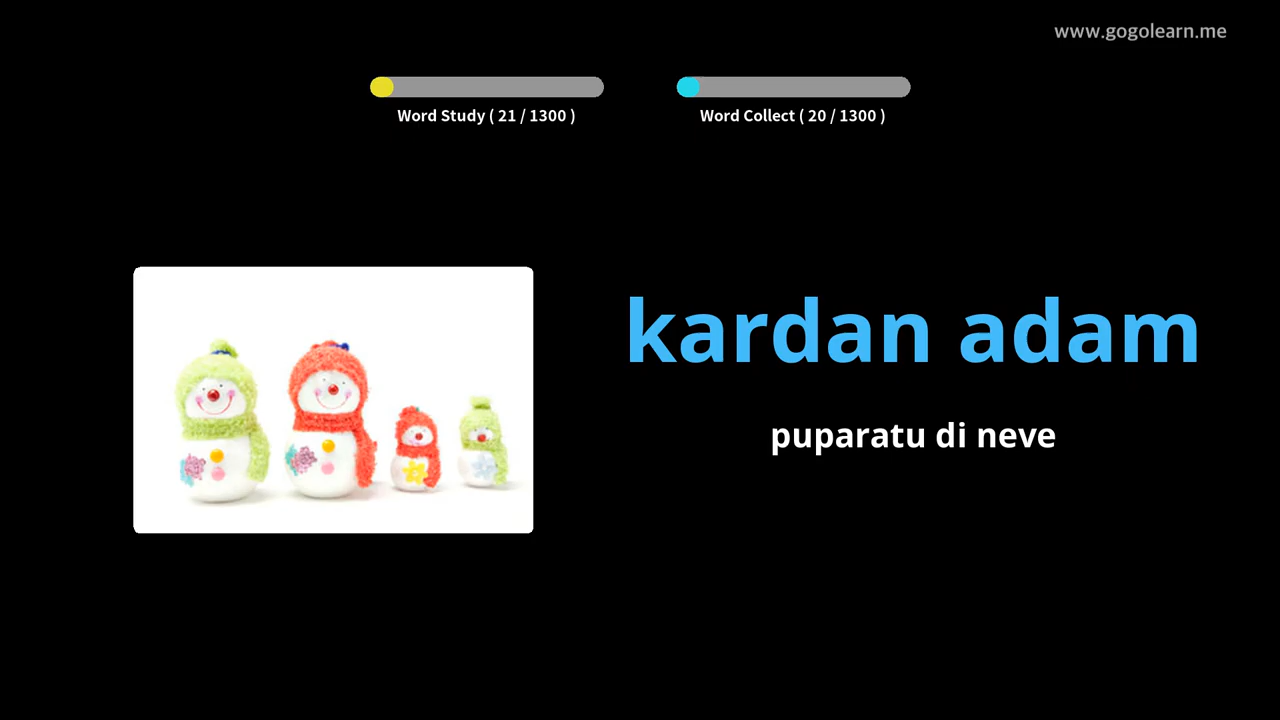 www.gogolearn.me
Word Study ( 21 / 1300 )
Word Collect ( 20 / 1300 )
kardan adam
puparatu di neve